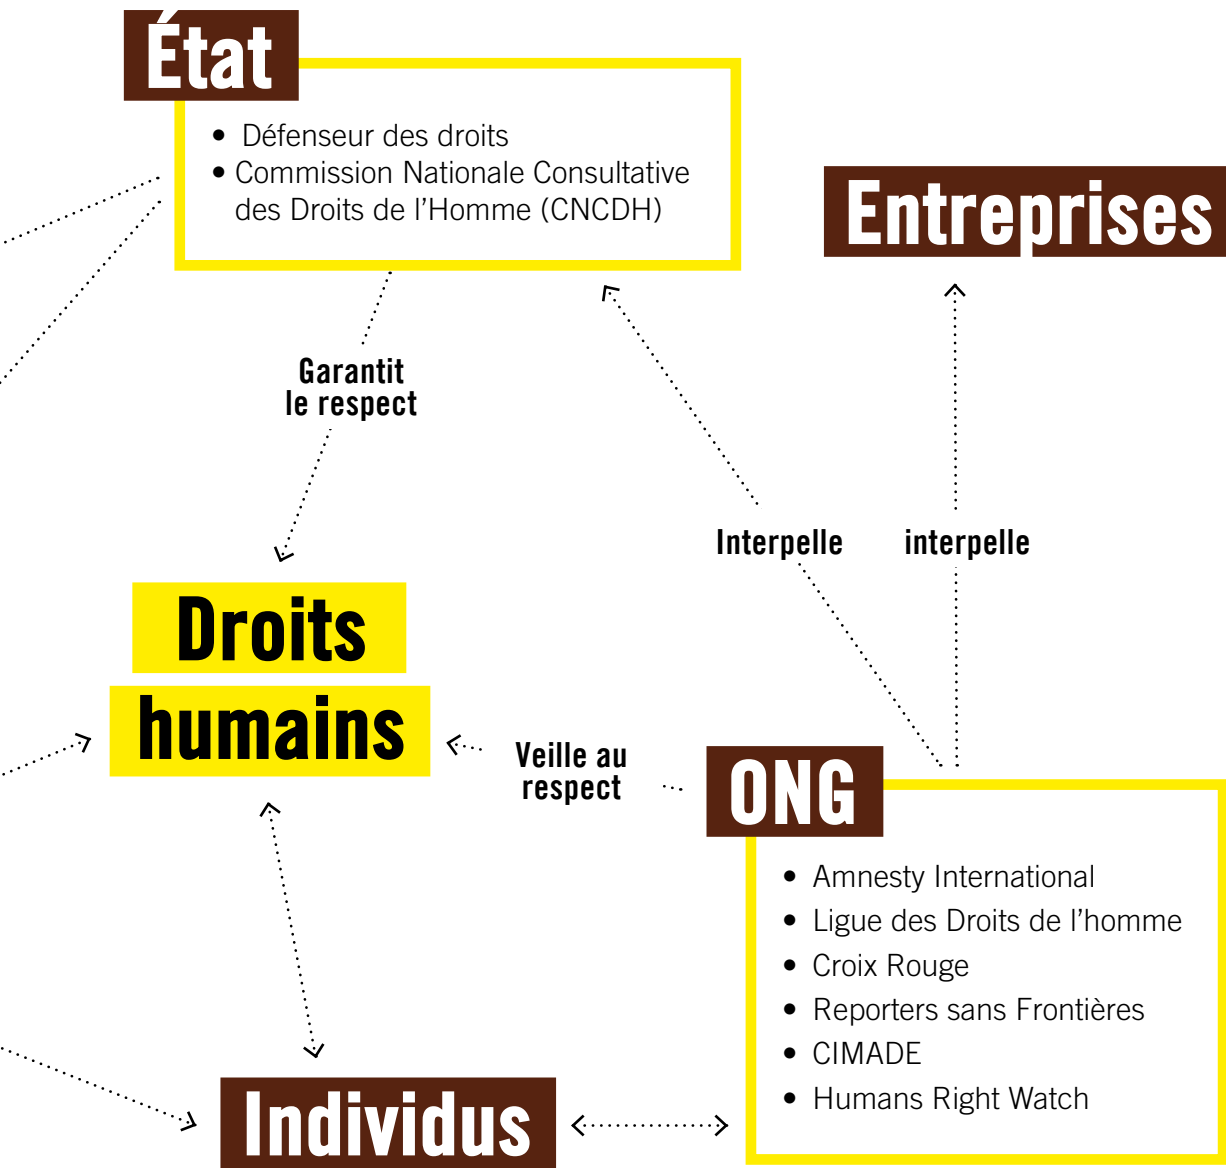 État
• Défenseur des droits
• Commission Nationale Consultative
des Droits de l'Homme (CNCDH)
Entreprises
Garantit
le respect
Interpelle
interpelle
Droits
humains
Veille au
respect
ONG
• Amnesty International
• Ligue des Droits de l'homme
• Croix Rouge
• Reporters sans Frontières
• CIMADE
• Humans Right Watch
Individus